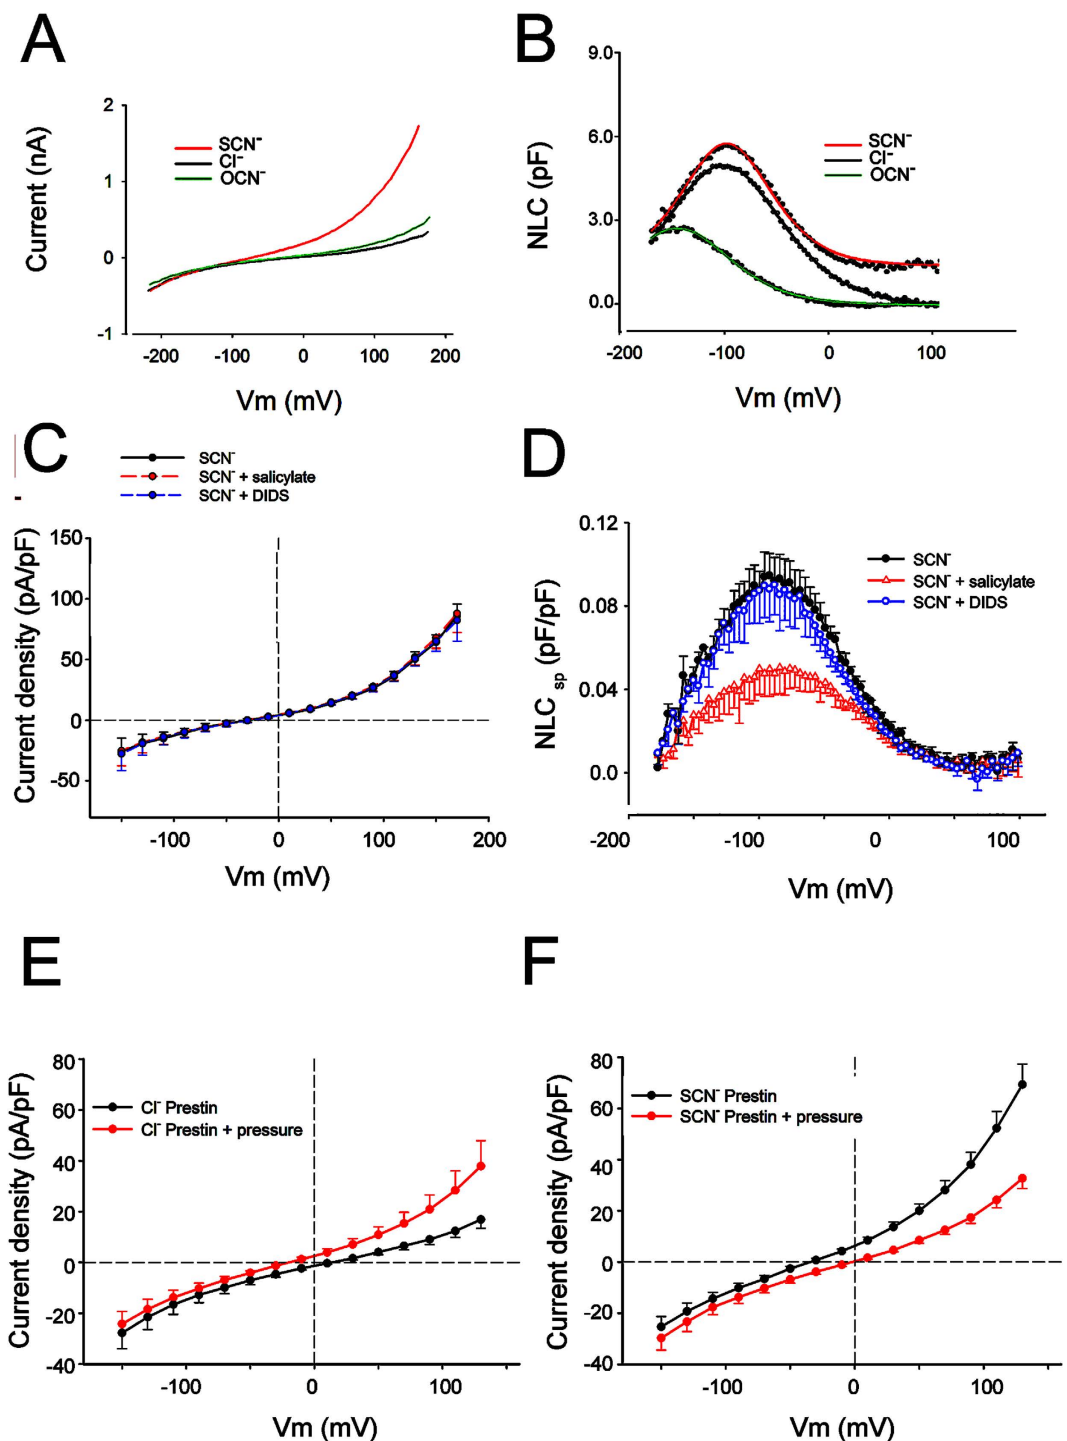 A
Current (nA)
2
1
0
-1
SCN⁻
Cl⁻
OCN⁻
-200
-100
0
100
200
Vm (mV)
B
NLC (pF)
9.0
6.0
3.0
0.0
SCN⁻
Cl⁻
OCN⁻
-200
-100
0
100
Vm (mV)
C
SCN⁻
SCN⁻ + salicylate
SCN⁻ + DIDS
Current density (pA/pF)
150
100
50
0
-50
-100
0
100
200
Vm (mV)
D
NLC sp (pF/pF)
0.12
0.08
0.04
0.0
SCN⁻
SCN⁻ + salicylate
SCN⁻ + DIDS
-200
-100
0
100
Vm (mV)
E
Current density (pA/pF)
80
60
40
20
0
-20
-40
Cl⁻ Prestin
Cl⁻ Prestin + pressure
-100
0
100
Vm (mV)
F
Current density (pA/pF)
80
60
40
20
0
-20
-40
SCN⁻ Prestin
SCN⁻ Prestin + pressure
-100
0
100
Vm (mV)